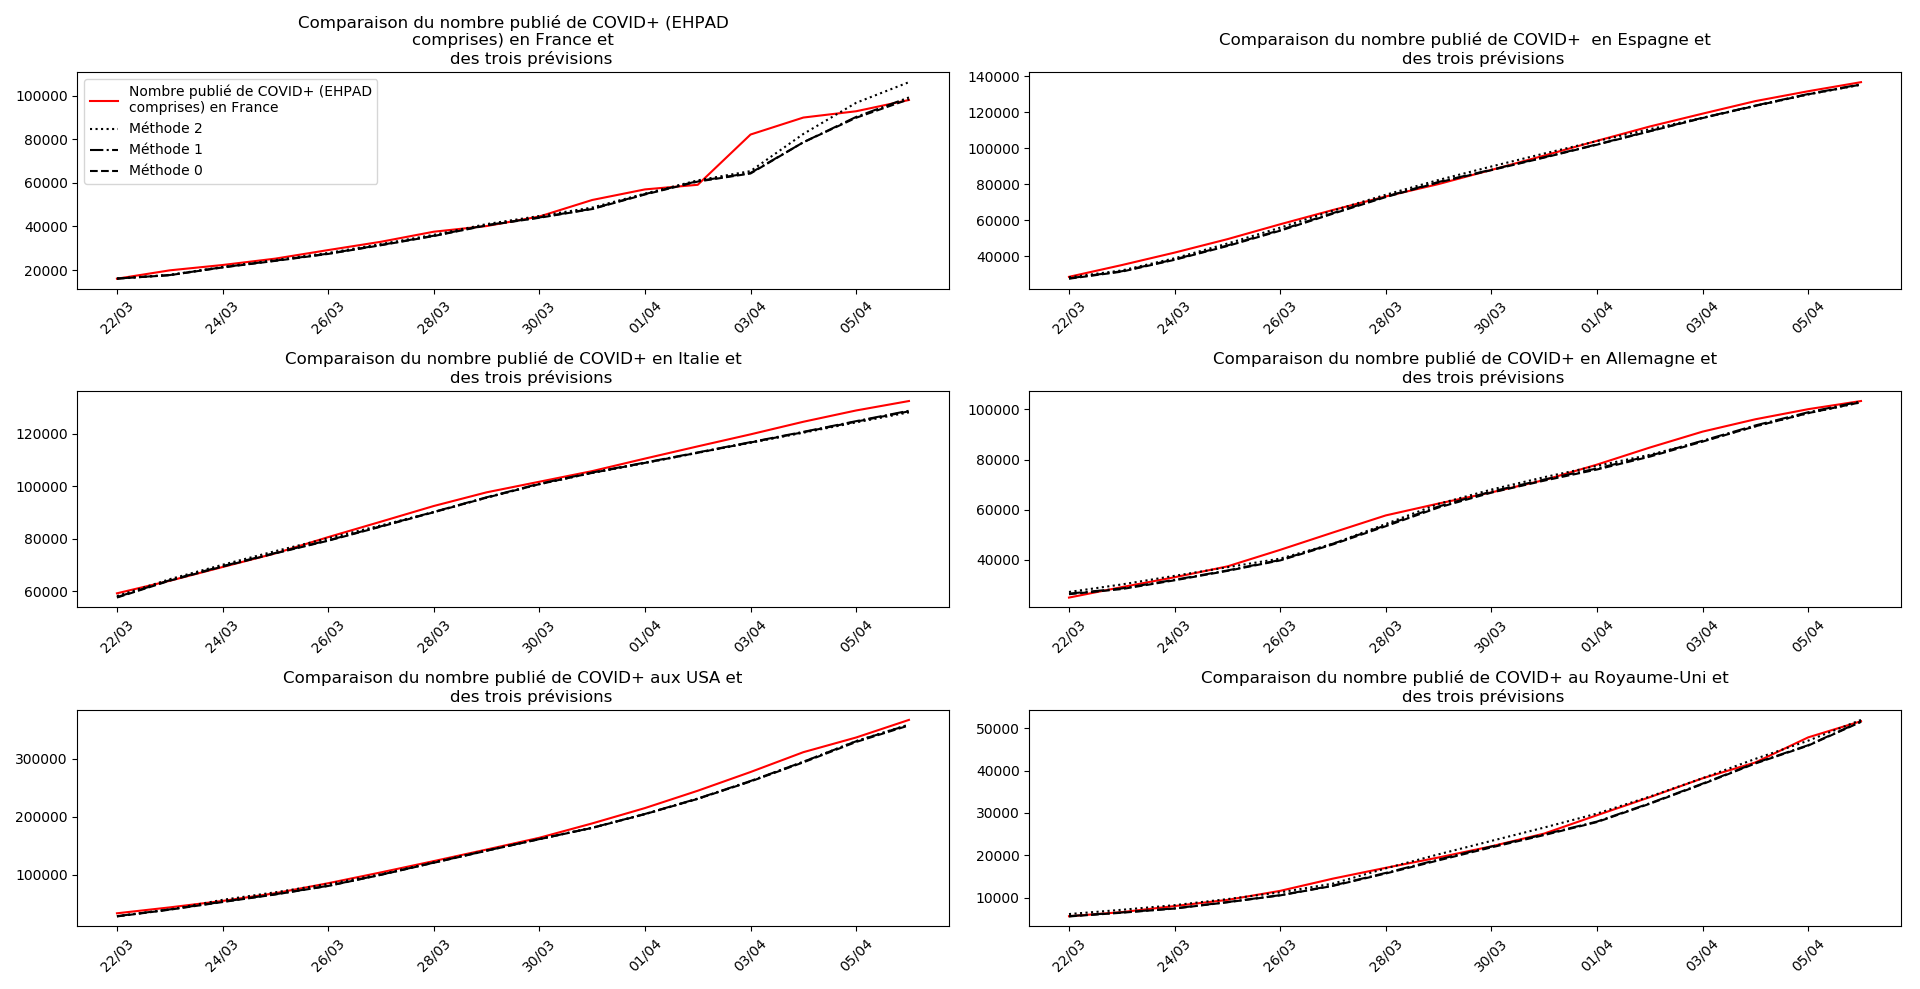 Comparaison du nombre publié de COVID+ (EHPAD
comprises) en France et
des trois prévisions
Nombre publié de COVID+ (EHPAD
comprises) en France
Méthode 2
Méthode 1
Méthode 0
100000
80000
60000
40000
20000
22/03 24/03 26/03 28/03 30/03 01/04 03/04 05/04
Comparaison du nombre publié de COVID+  en Espagne et
des trois prévisions
140000
120000
100000
80000
60000
40000
22/03 24/03 26/03 28/03 30/03 01/04 03/04 05/04
Comparaison du nombre publié de COVID+ en Italie et
des trois prévisions
120000
100000
80000
60000
22/03 24/03 26/03 28/03 30/03 01/04 03/04 05/04
Comparaison du nombre publié de COVID+ en Allemagne et
des trois prévisions
100000
80000
60000
40000
22/03 24/03 26/03 28/03 30/03 01/04 03/04 05/04
Comparaison du nombre publié de COVID+ aux USA et
des trois prévisions
300000
200000
100000
22/03 24/03 26/03 28/03 30/03 01/04 03/04 05/04
Comparaison du nombre publié de COVID+ au Royaume-Uni et
des trois prévisions
50000
40000
30000
20000
10000
22/03 24/03 26/03 28/03 30/03 01/04 03/04 05/04